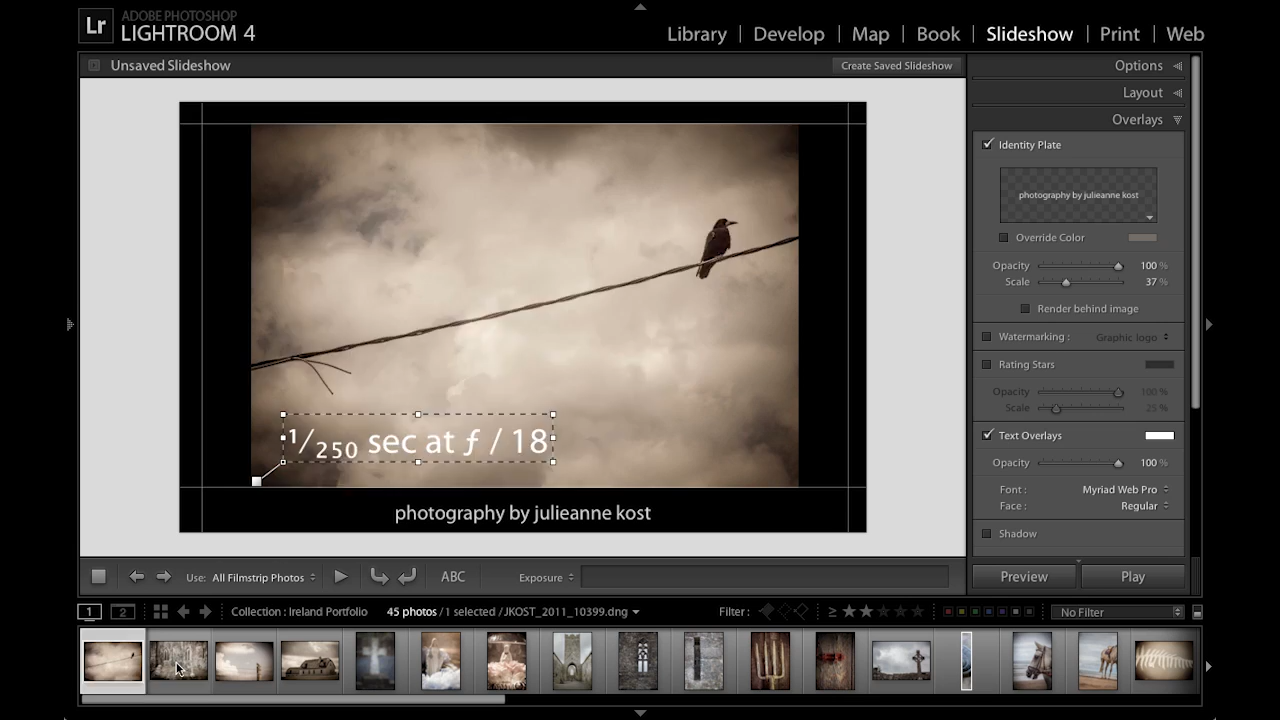 Lr
ADOBE PHOTOSHOP
LIGHTROOM 4
Library | Develop | Map | Book | Slideshow | Print | Web
Unsaved Slideshow
Create Saved Slideshow
Options
Layout
Overlays
Identity Plate
photography by julieanne kost
Override Color
Opacity 100 %
Scale 37 %
Render behind image
Watermarking : Graphic logo
Rating Stars
Opacity 100 %
Scale 25 %
Text Overlays
Opacity 100 %
Font : Myriad Web Pro
Face : Regular
Shadow
1/250 sec at ƒ / 18
photography by julieanne kost
Use: All Filmstrip Photos
ABC
Exposure
Preview
Play
1
2
Collection : Ireland Portfolio
45 photos / 1 selected / JKOST_2011_10399.dng
Filter :
≥
No Filter